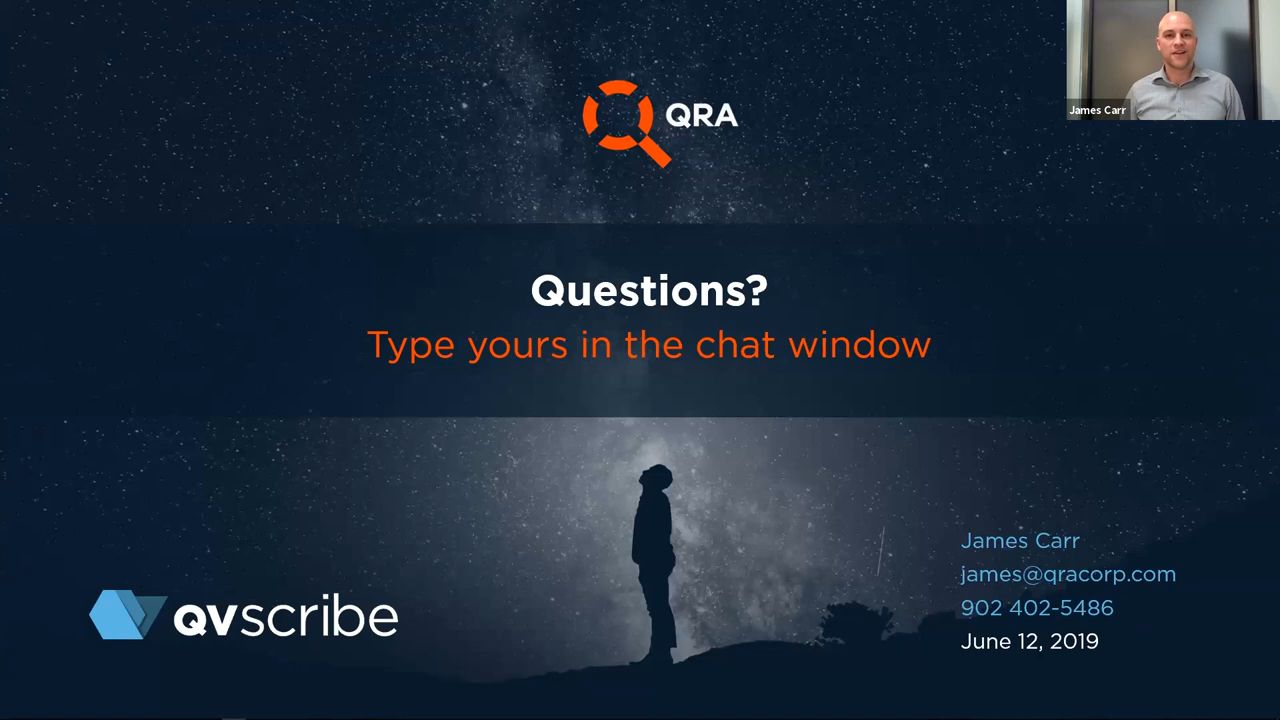 James Carr
QRA
Questions?
Type yours in the chat window
James Carr
james@qracorp.com
902 402-5486
June 12, 2019
qvscribe